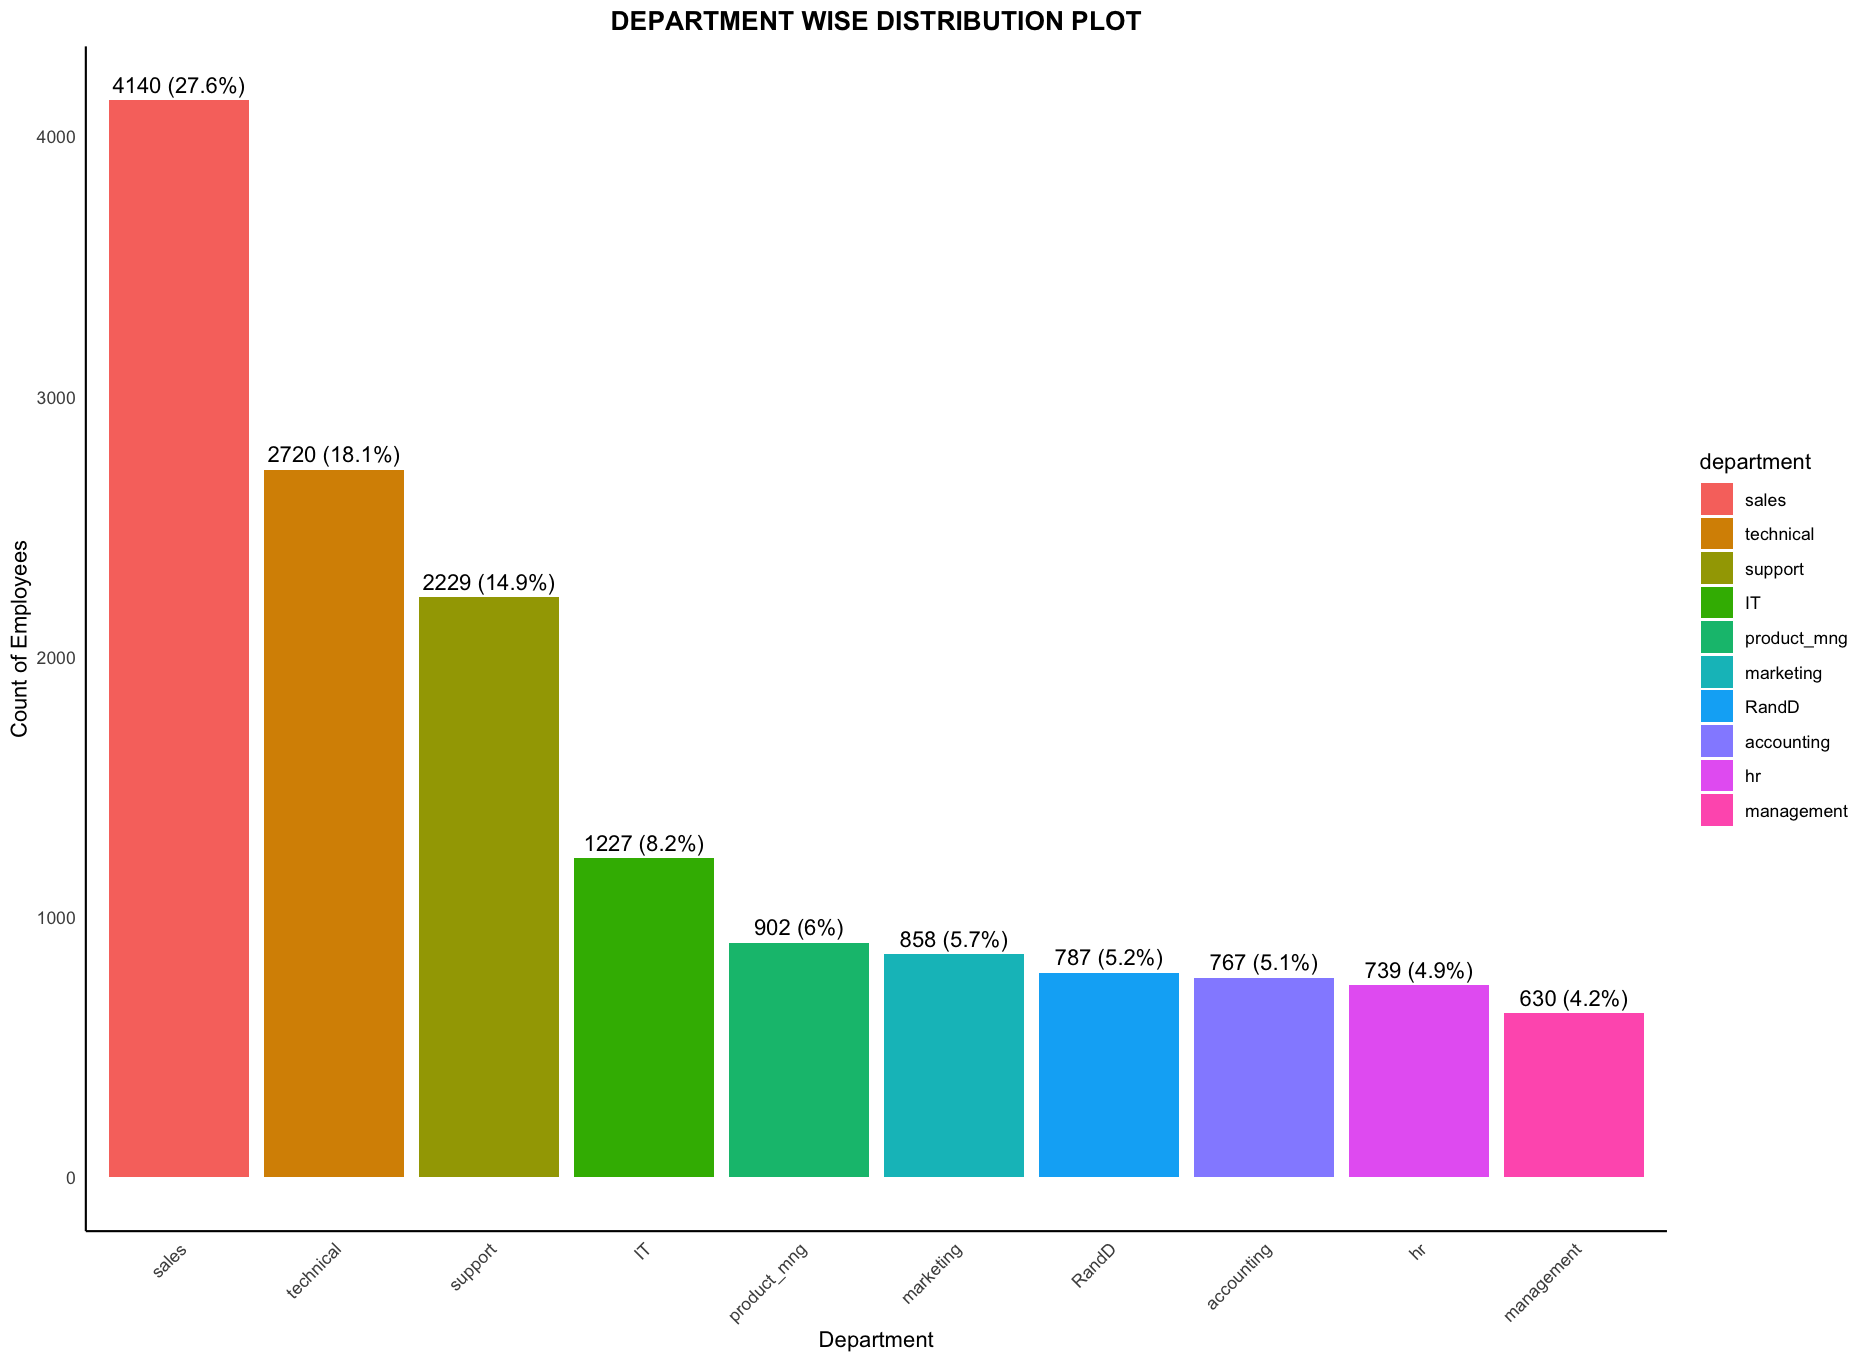 DEPARTMENT WISE DISTRIBUTION PLOT
Count of Employees
4000
3000
2000
1000
0
4140 (27.6%)
2720 (18.1%)
2229 (14.9%)
1227 (8.2%)
902 (6%)
858 (5.7%)
787 (5.2%)
767 (5.1%)
739 (4.9%)
630 (4.2%)
sales
technical
support
IT
product_mng
marketing
RandD
accounting
hr
management
Department
department
sales
technical
support
IT
product_mng
marketing
RandD
accounting
hr
management